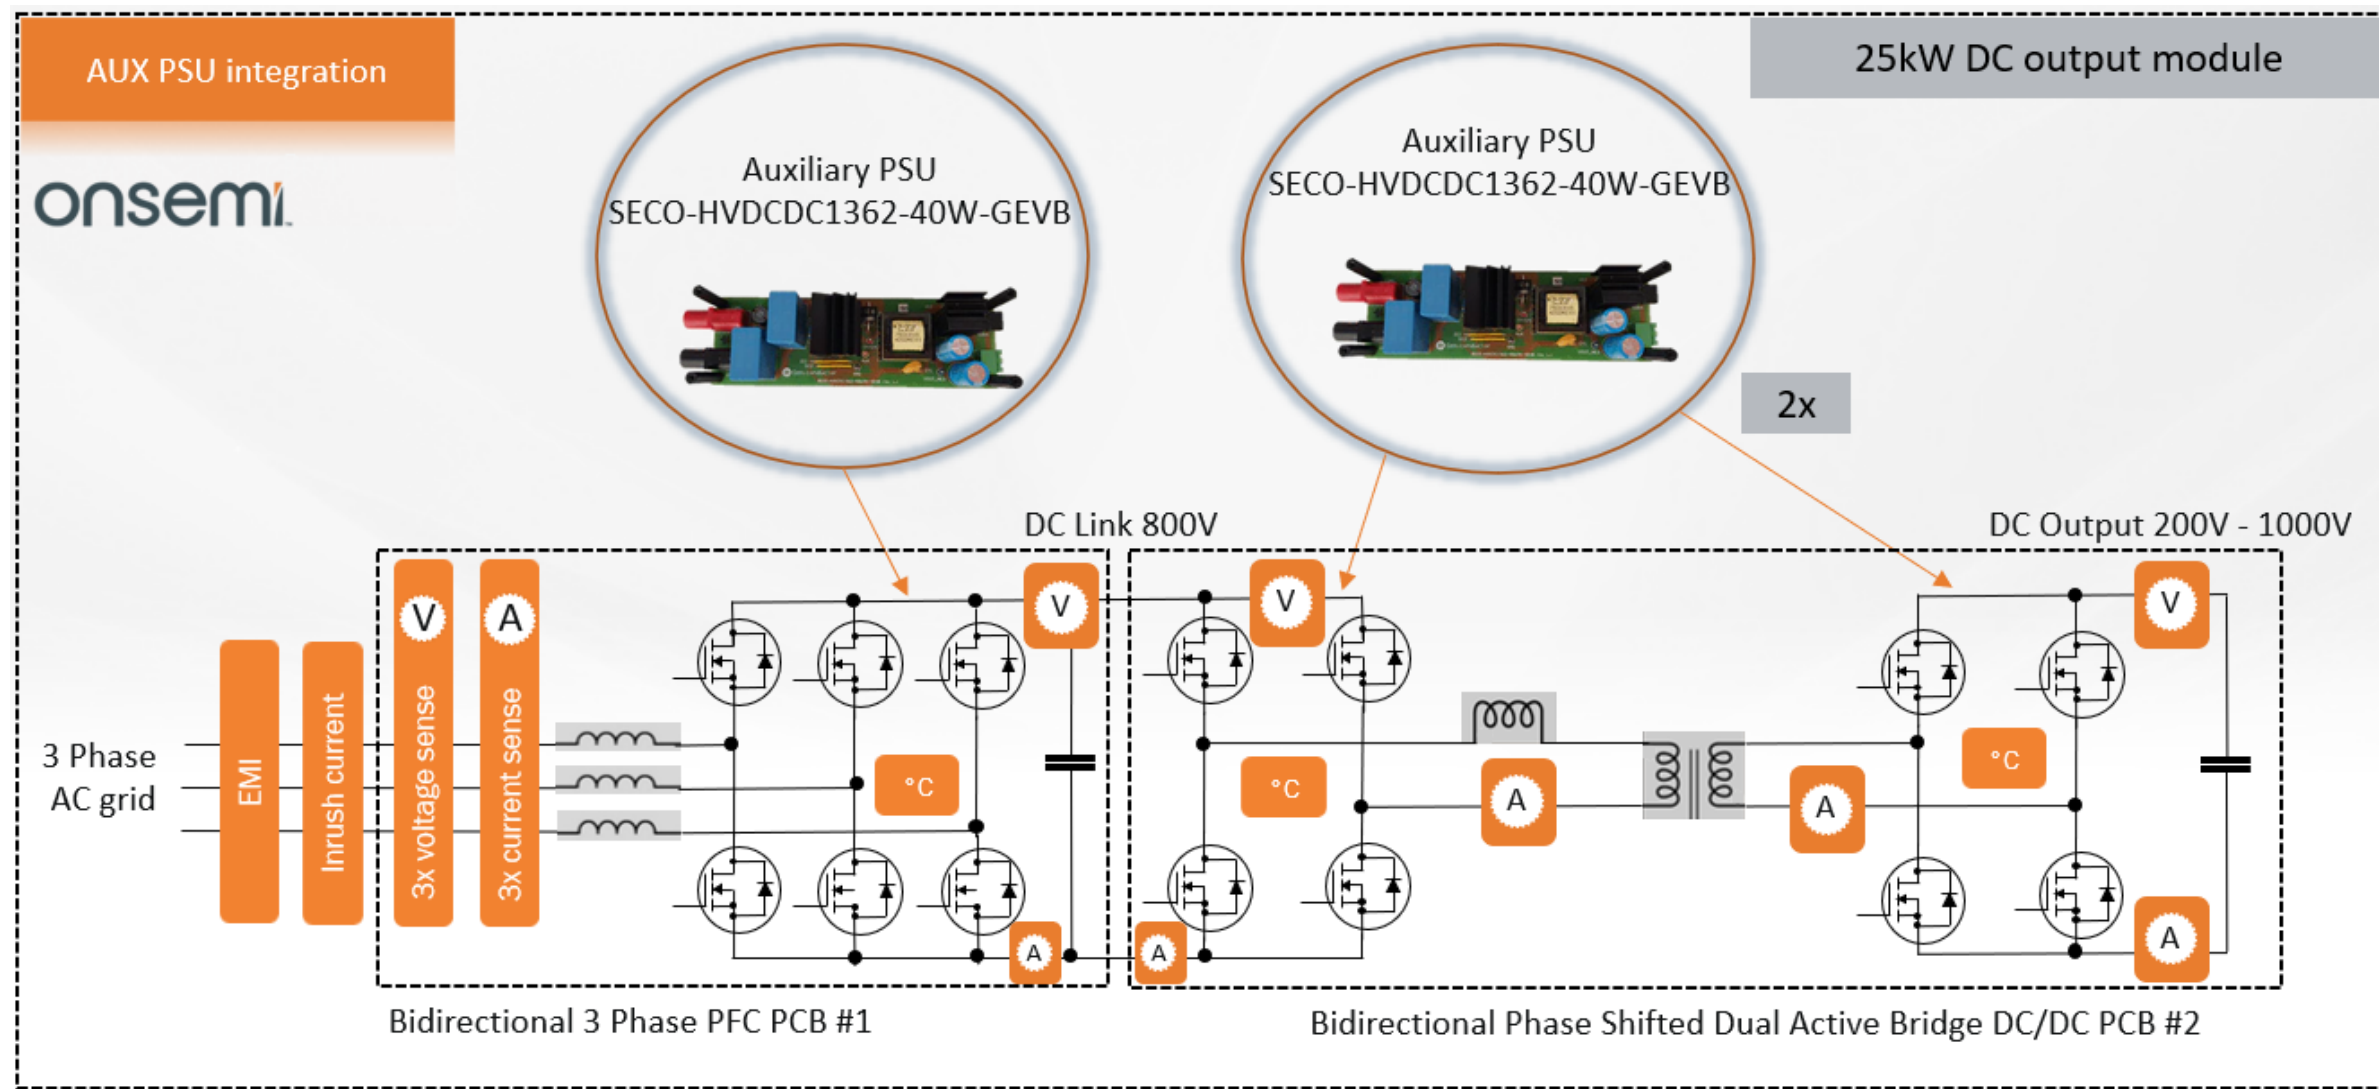 AUX PSU integration
onsemi
25kW DC output module
Auxiliary PSU
SECO-HVDCDC1362-40W-GEVB
Auxiliary PSU
SECO-HVDCDC1362-40W-GEVB
2x
DC Link 800V
DC Output 200V - 1000V
3 Phase
AC grid
EMI
Inrush current
V
3x voltage sense
A
3x current sense
°C
V
A
A
V
°C
A
A
°C
V
A
Bidirectional 3 Phase PFC PCB #1
Bidirectional Phase Shifted Dual Active Bridge DC/DC PCB #2